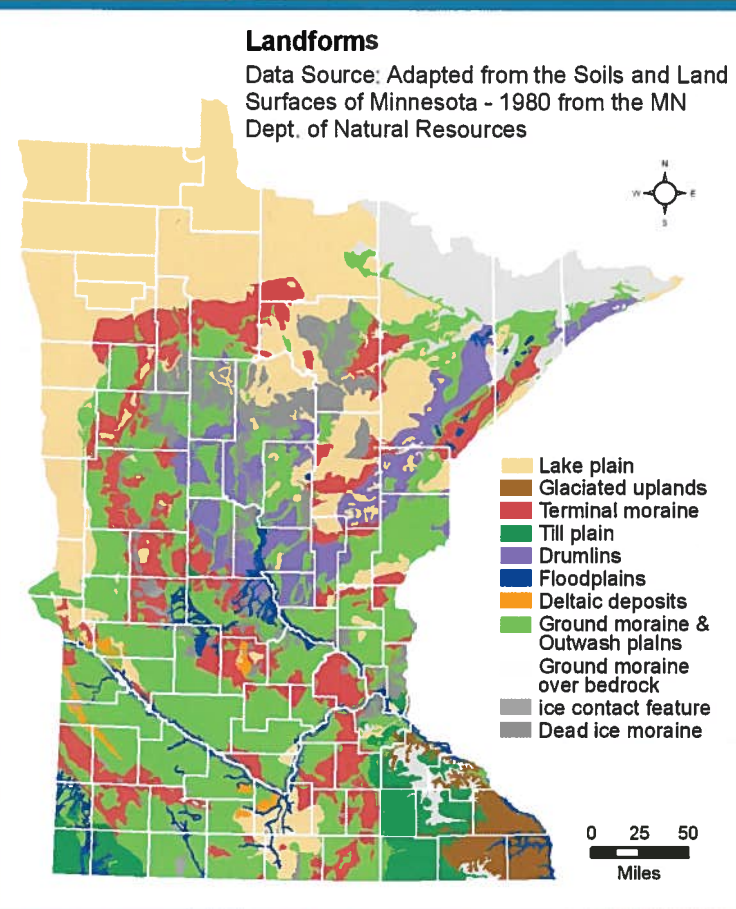 Landforms
Data Source: Adapted from the Soils and Land
Surfaces of Minnesota - 1980 from the MN
Dept. of Natural Resources
N
W E
S
Lake plain
Glaciated uplands
Terminal moraine
Till plain
Drumlins
Floodplains
Deltaic deposits
Ground moraine &
Outwash plains
Ground moraine
over bedrock
ice contact feature
Dead ice moraine
0 25 50
Miles